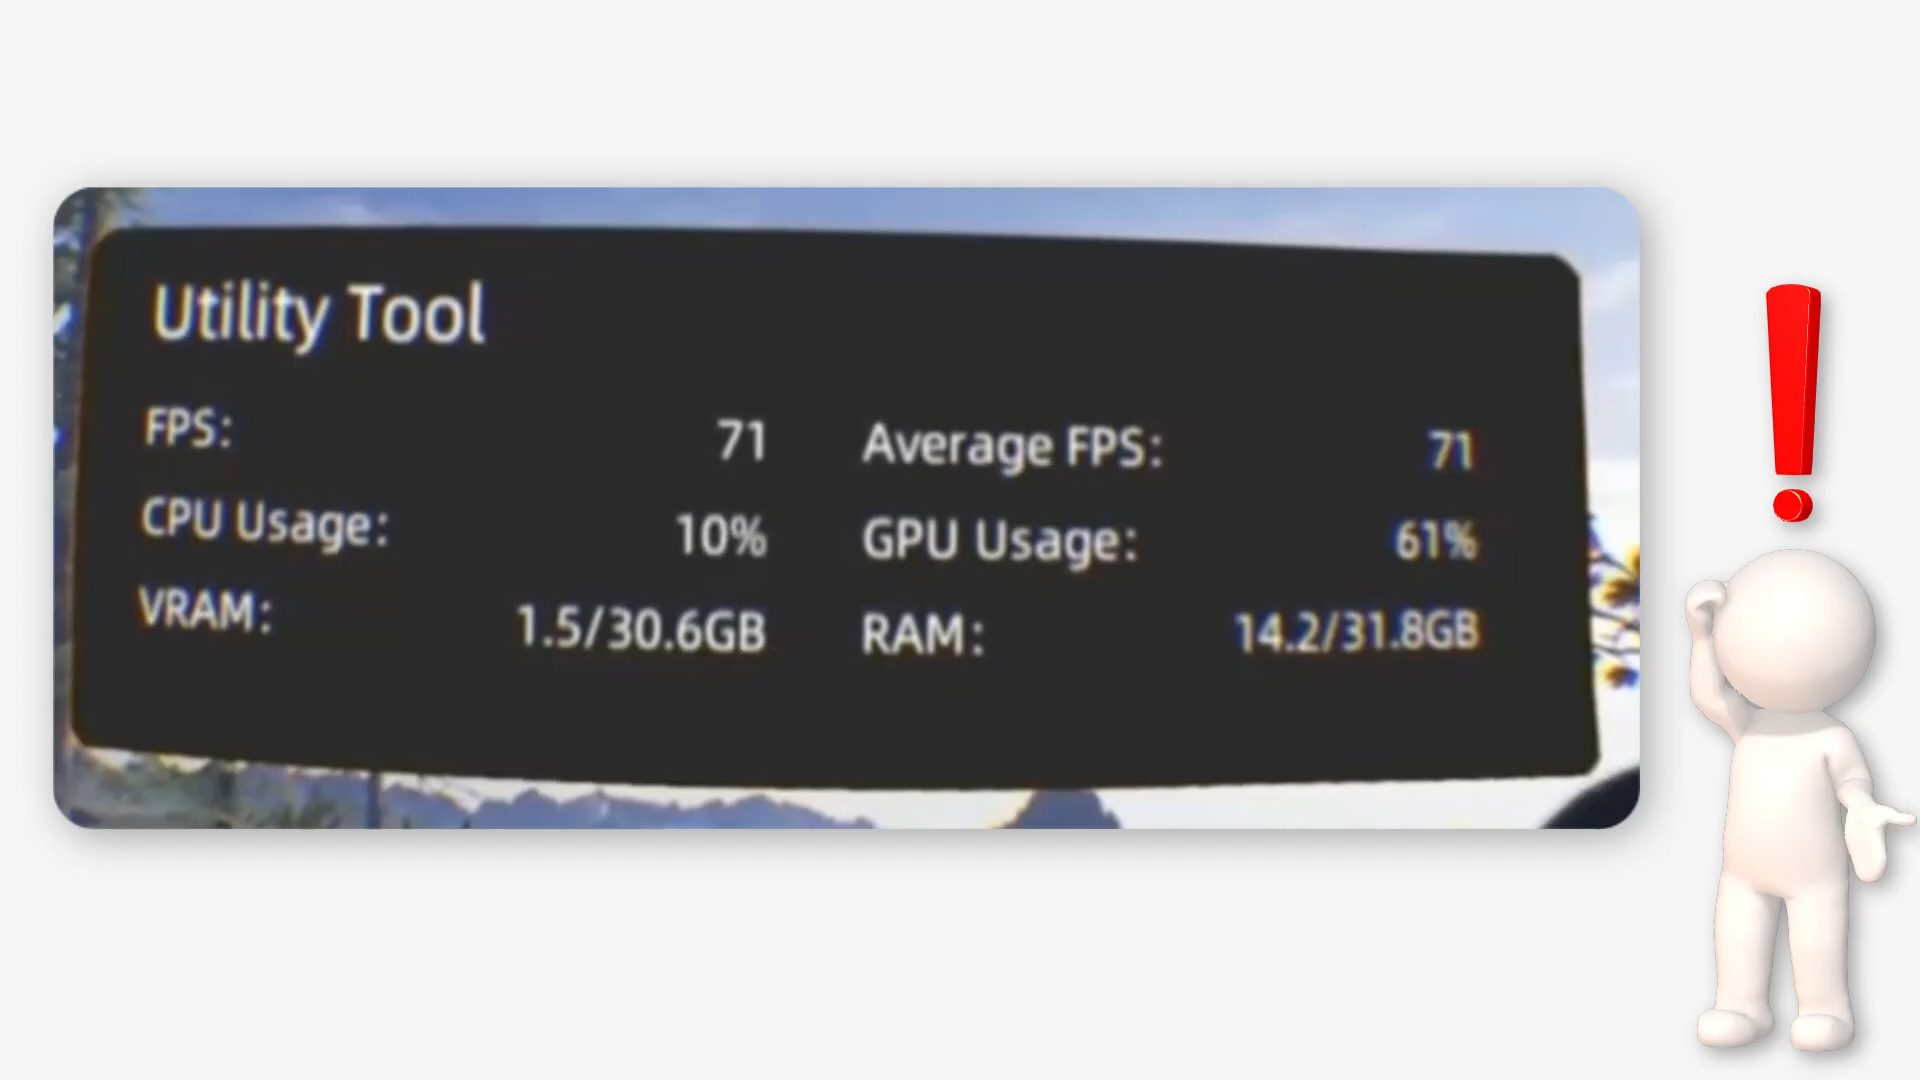 Utility Tool
FPS: 71 Average FPS: 71
CPU Usage: 10% GPU Usage: 61%
VRAM: 1.5/30.6GB RAM: 14.2/31.8GB